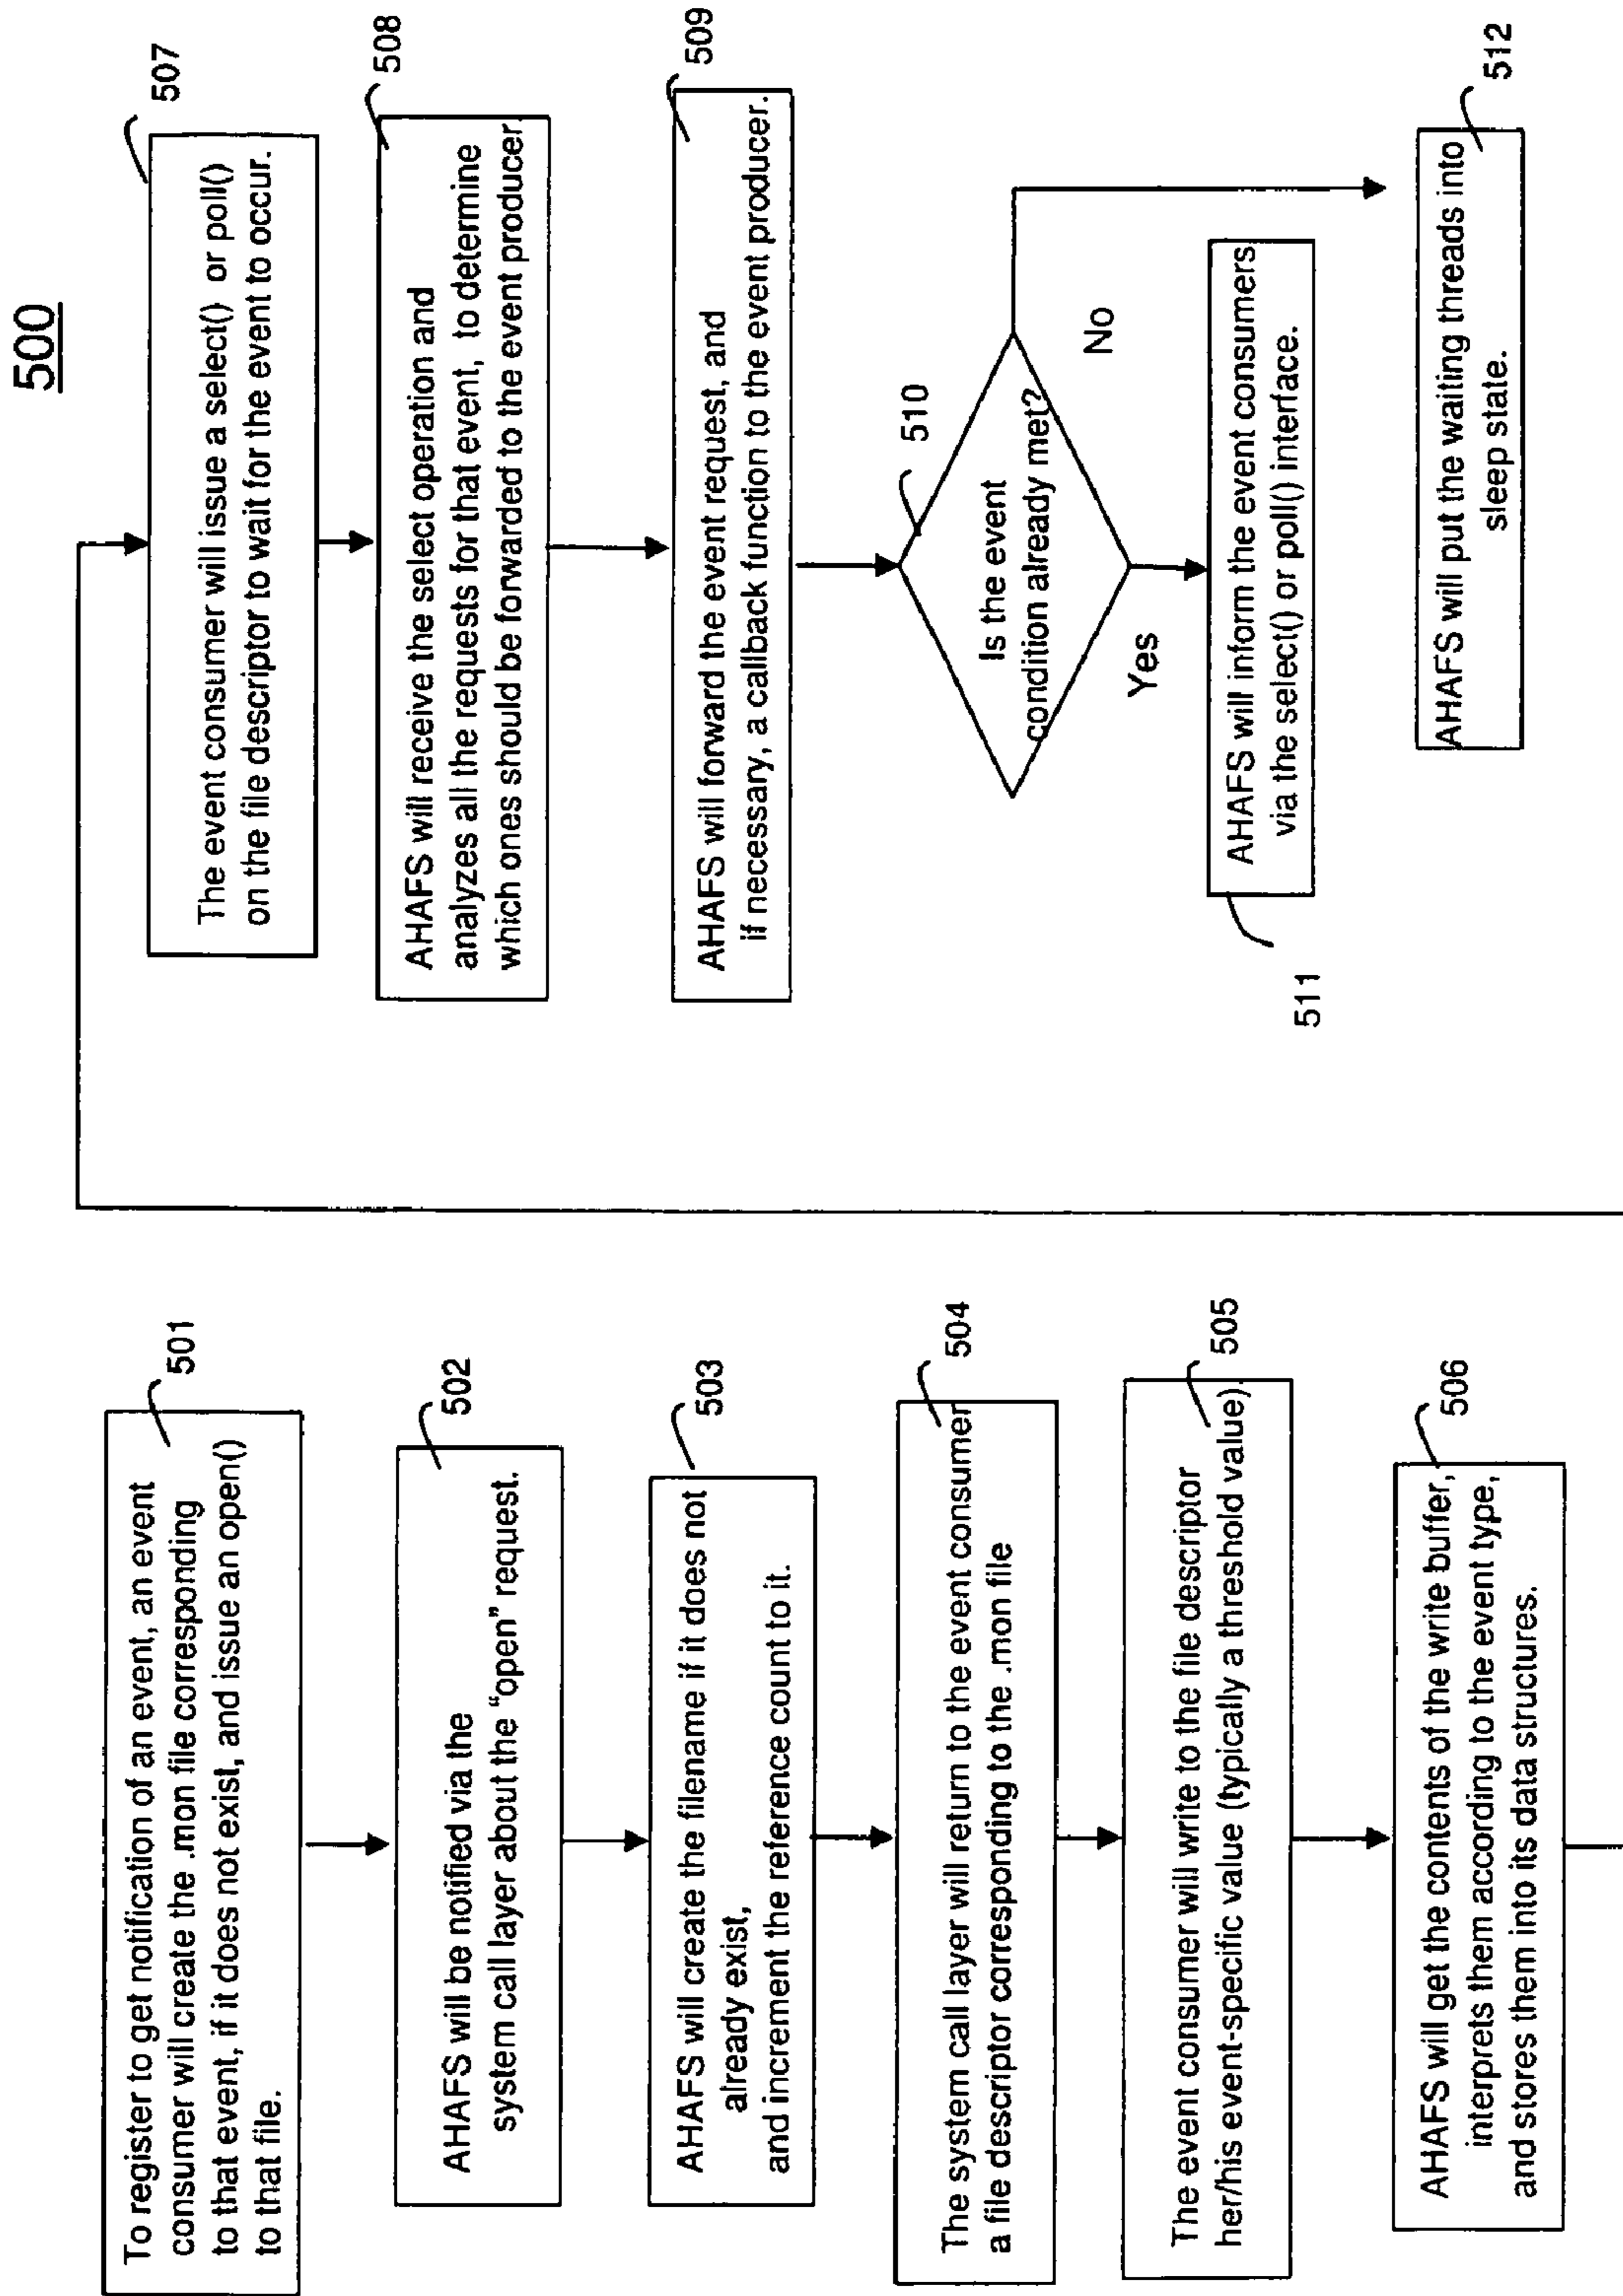 500
501
To register to get notification of an event, an event
consumer will create the .mon file corresponding
to that event, if it does not exist, and issue an open()
to that file.
502
AHAFS will be notified via the
system call layer about the “open” request.
503
AHAFS will create the filename if it does not
already exist,
and increment the reference count to it.
504
The system call layer will return to the event consumer
a file descriptor corresponding to the .mon file
505
The event consumer will write to the file descriptor
her/his event-specific value (typically a threshold value).
506
AHAFS will get the contents of the write buffer,
interprets them according to the event type,
and stores them into its data structures.
507
The event consumer will issue a select() or poll()
on the file descriptor to wait for the event to occur.
508
AHAFS will receive the select operation and
analyzes all the requests for that event, to determine
which ones should be forwarded to the event producer.
509
AHAFS will forward the event request, and
if necessary, a callback function to the event producer.
510
Is the event
condition already met?
Yes
No
511
AHAFS will inform the event consumers
via the select() or poll() interface.
512
AHAFS will put the waiting threads into
sleep state.